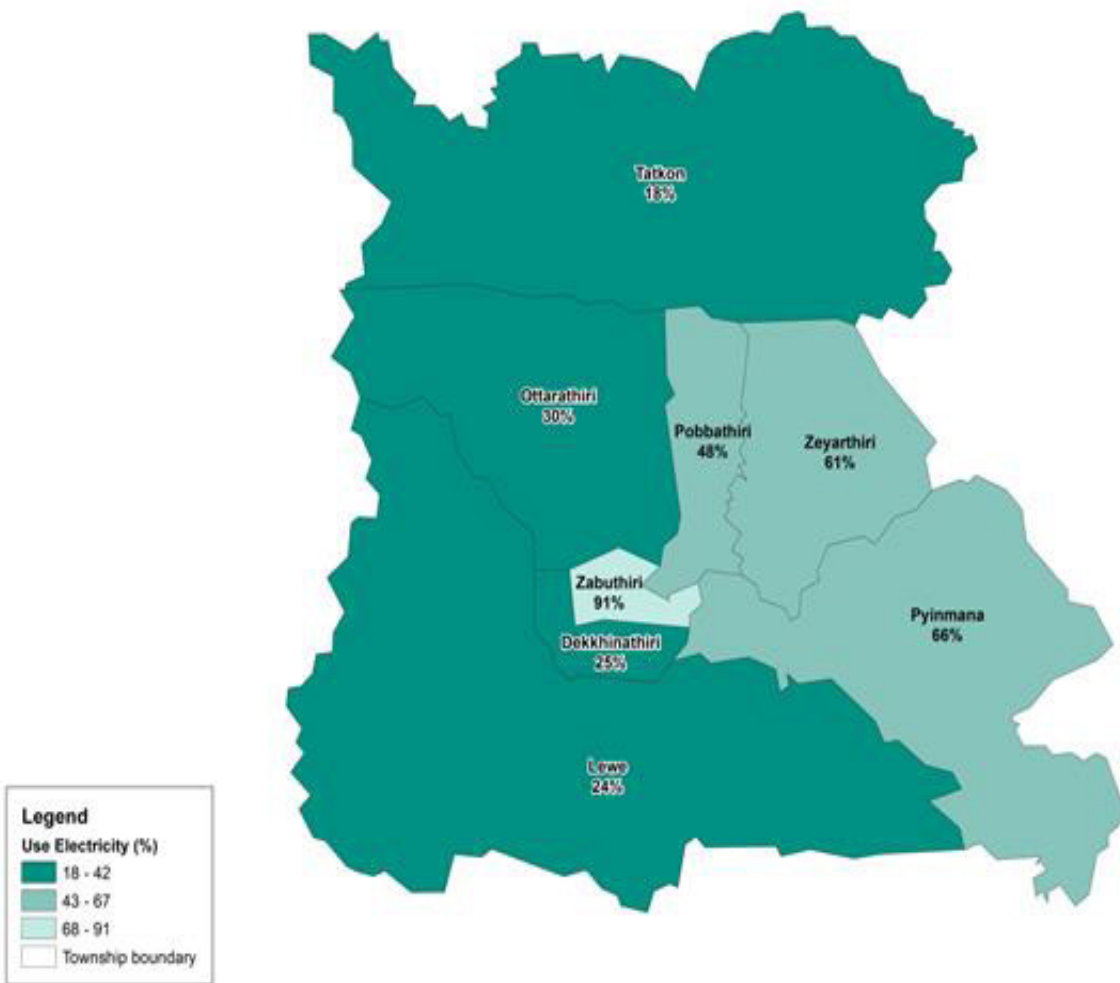 Tatkon
18%
Ottarathiri
30%
Pobbathiri
48%
Zeyarthiri
61%
Zabuthiri
91%
Pyinmana
66%
Dekkhinathiri
25%
Lewe
24%
Legend
Use Electricity (%)
18 - 42
43 - 67
68 - 91
Township boundary